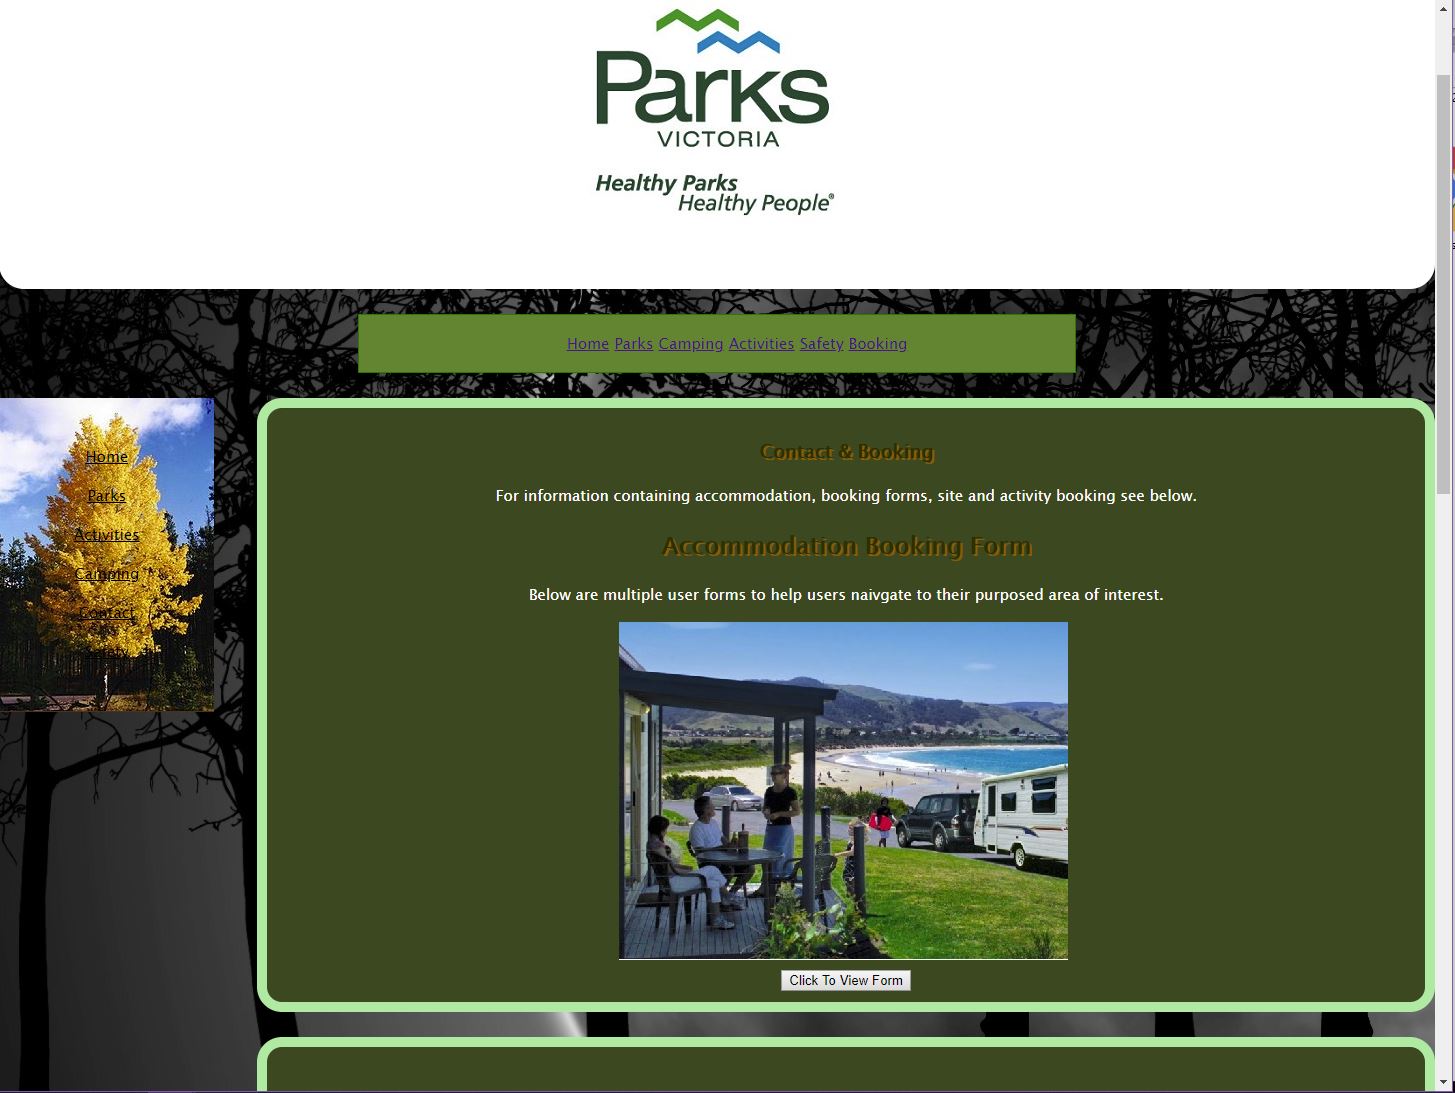 Parks
VICTORIA
Healthy Parks
Healthy People®
Home Parks Camping Activities Safety Booking
Home
Parks
Activities
Camping
Contact
Safety
Contact & Booking
For information containing accommodation, booking forms, site and activity booking see below.
Accommodation Booking Form
Below are multiple user forms to help users naivgate to their purposed area of interest.
Click To View Form